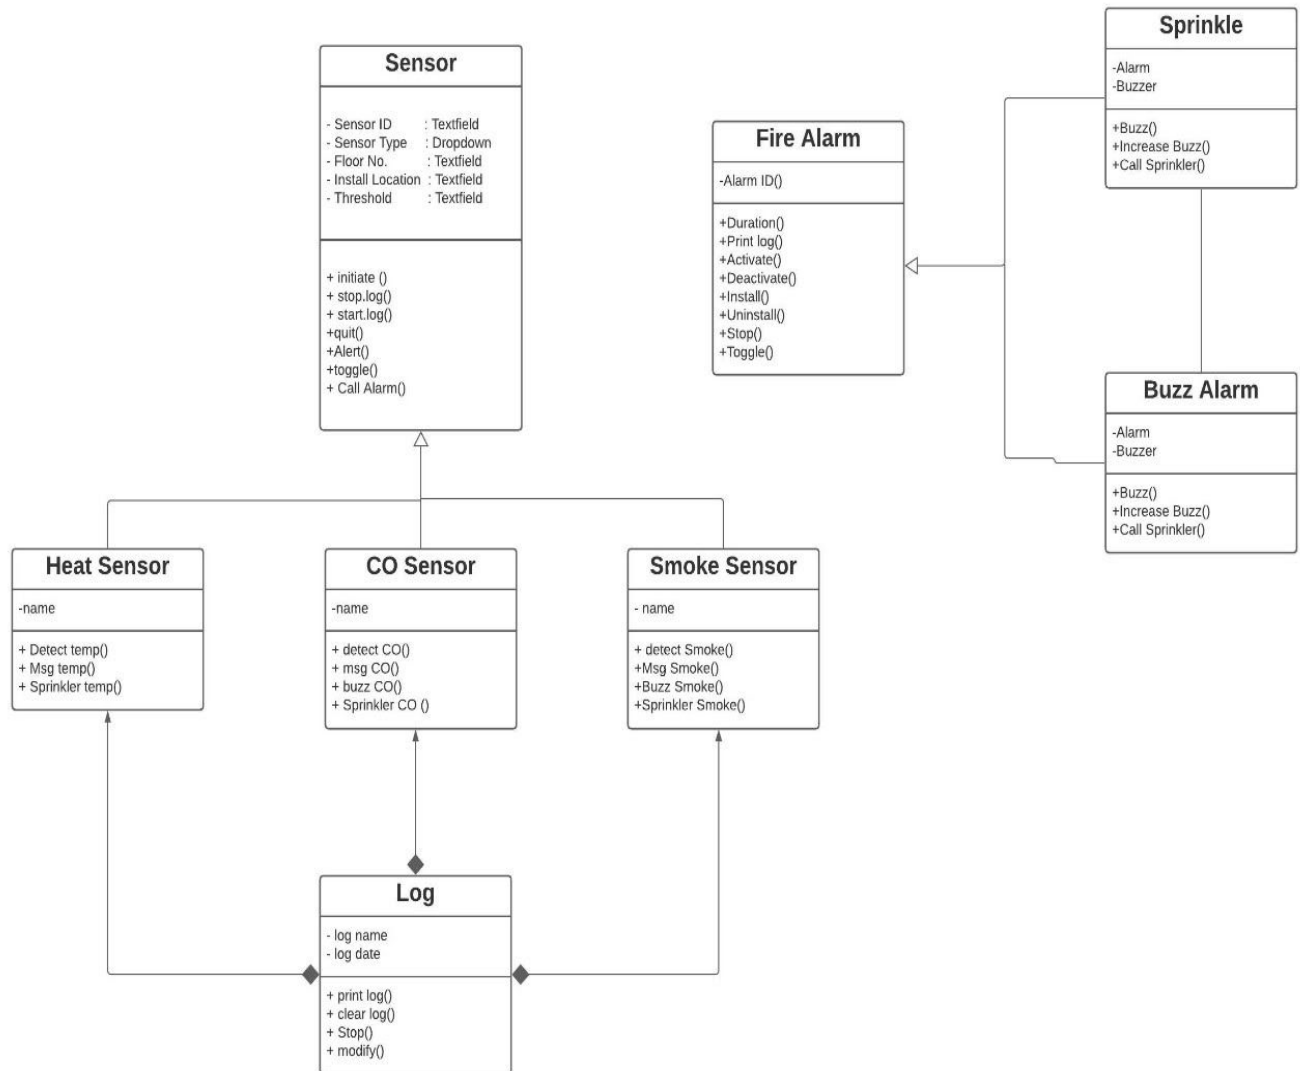 Sensor
- Sensor ID : Textfield
- Sensor Type : Dropdown
- Floor No. : Textfield
- Install Location : Textfield
- Threshold : Textfield
+ initiate ()
+ stop.log()
+ start.log()
+quit()
+Alert()
+toggle()
+ Call Alarm()
Fire Alarm
-Alarm ID()
+Duration()
+Print log()
+Activate()
+Deactivate()
+Install()
+Uninstall()
+Stop()
+Toggle()
Sprinkle
-Alarm
-Buzzer
+Buzz()
+Increase Buzz()
+Call Sprinkler()
Buzz Alarm
-Alarm
-Buzzer
+Buzz()
+Increase Buzz()
+Call Sprinkler()
Heat Sensor
-name
+ Detect temp()
+ Msg temp()
+ Sprinkler temp()
CO Sensor
-name
+ detect CO()
+ msg CO()
+ buzz CO()
+ Sprinkler CO ()
Smoke Sensor
- name
+ detect Smoke()
+Msg Smoke()
+Buzz Smoke()
+Sprinkler Smoke()
Log
- log name
- log date
+ print log()
+ clear log()
+ Stop()
+ modify()